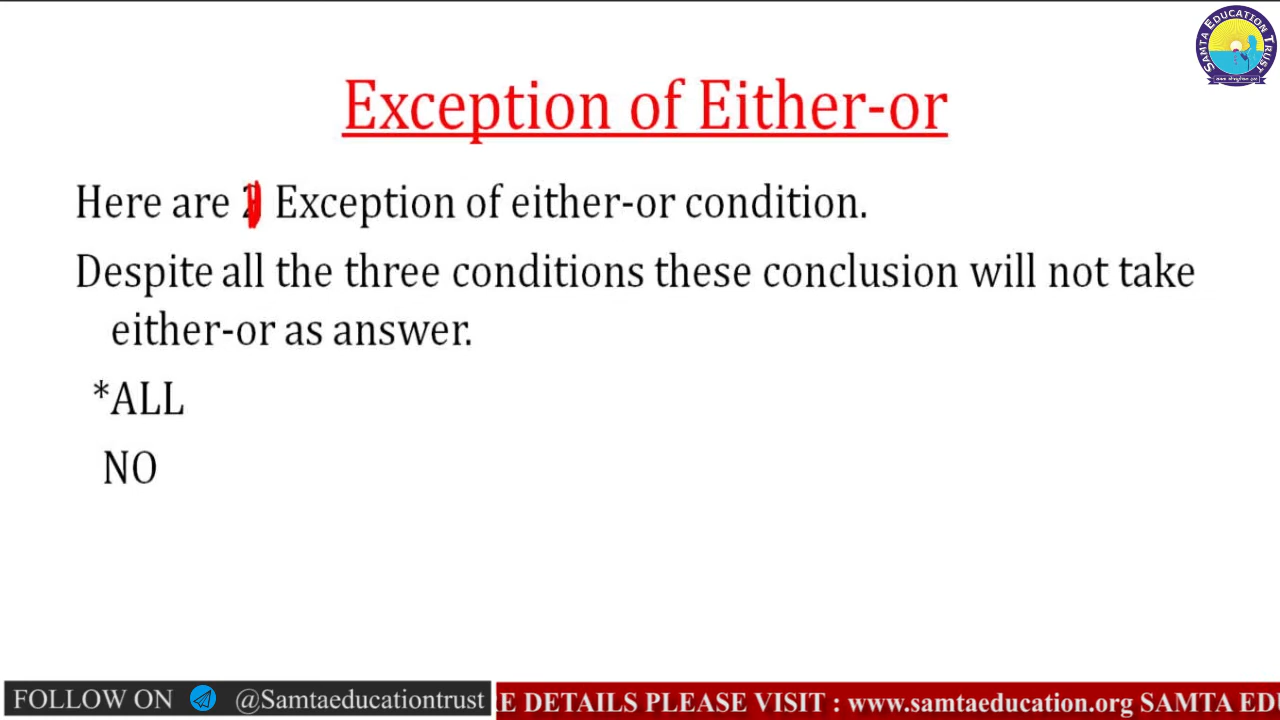 SAMTA EDUCATION TRUST
Exception of Either-or
Here are Exception of either-or condition.
Despite all the three conditions these conclusion will not take
either-or as answer.
*ALL
NO
FOLLOW ON @Samtaeducationtrust
E DETAILS PLEASE VISIT : www.samtaeducation.org SAMTA ED